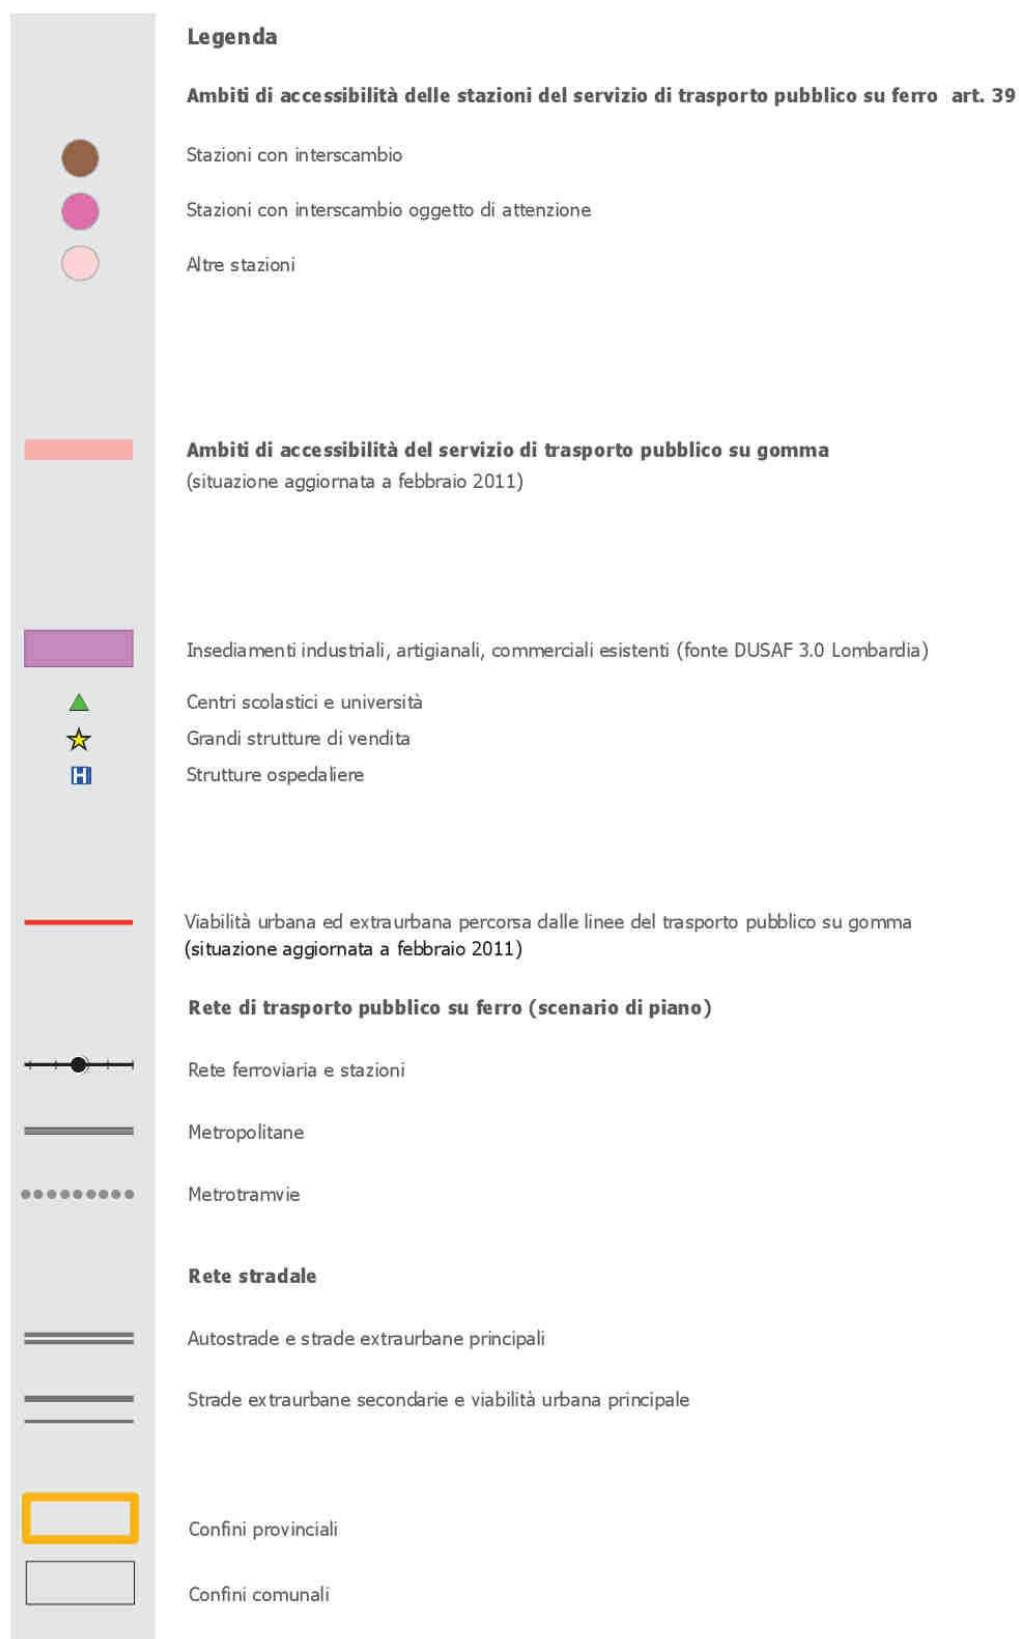 Legenda
Ambiti di accessibilità delle stazioni del servizio di trasporto pubblico su ferro art. 39
Stazioni con interscambio
Stazioni con interscambio oggetto di attenzione
Altre stazioni
Ambiti di accessibilità del servizio di trasporto pubblico su gomma
(situazione aggiornata a febbraio 2011)
Insediamenti industriali, artigianali, commerciali esistenti (fonte DUSAF 3.0 Lombardia)
Centri scolastici e università
Grandi strutture di vendita
H Strutture ospedaliere
Viabilità urbana ed extraurbana percorsa dalle linee del trasporto pubblico su gomma
(situazione aggiornata a febbraio 2011)
Rete di trasporto pubblico su ferro (scenario di piano)
Rete ferroviaria e stazioni
Metropolitane
Metrotramvie
Rete stradale
Autostrade e strade extraurbane principali
Strade extraurbane secondarie e viabilità urbana principale
Confini provinciali
Confini comunali